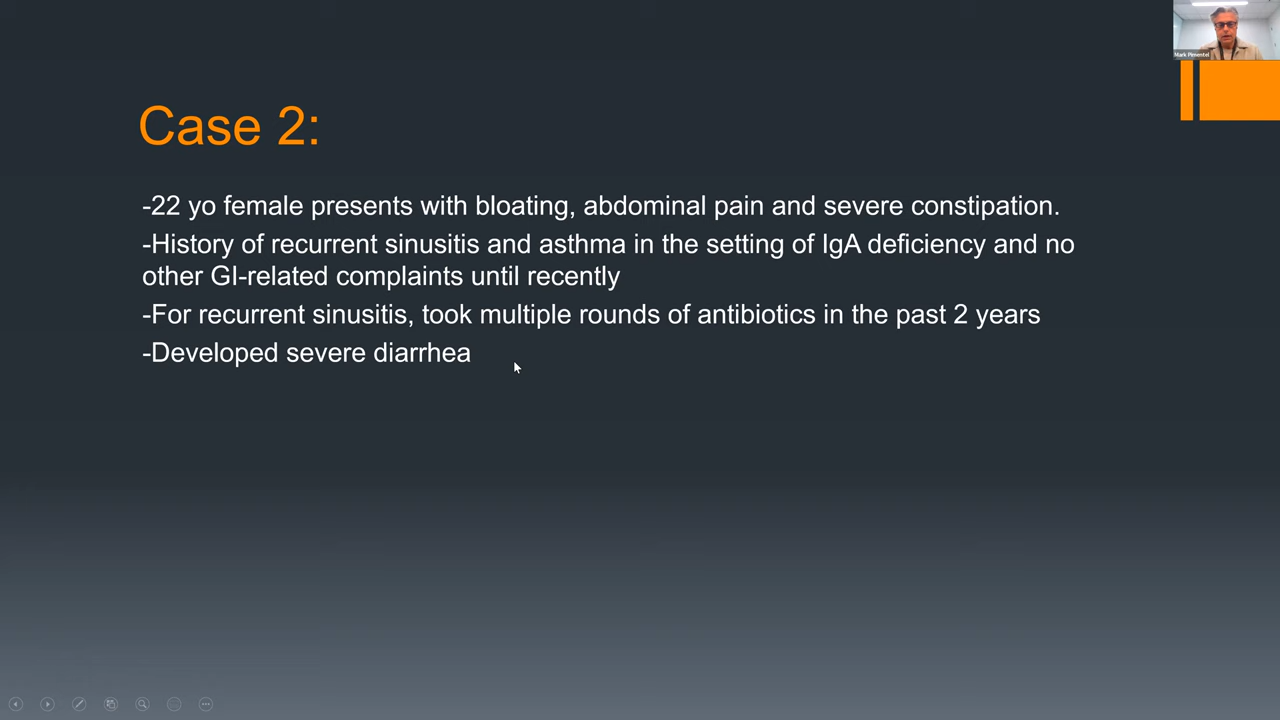 Mark Pimentel
Case 2:
-22 yo female presents with bloating, abdominal pain and severe constipation.
-History of recurrent sinusitis and asthma in the setting of IgA deficiency and no
other GI-related complaints until recently
-For recurrent sinusitis, took multiple rounds of antibiotics in the past 2 years
-Developed severe diarrhea